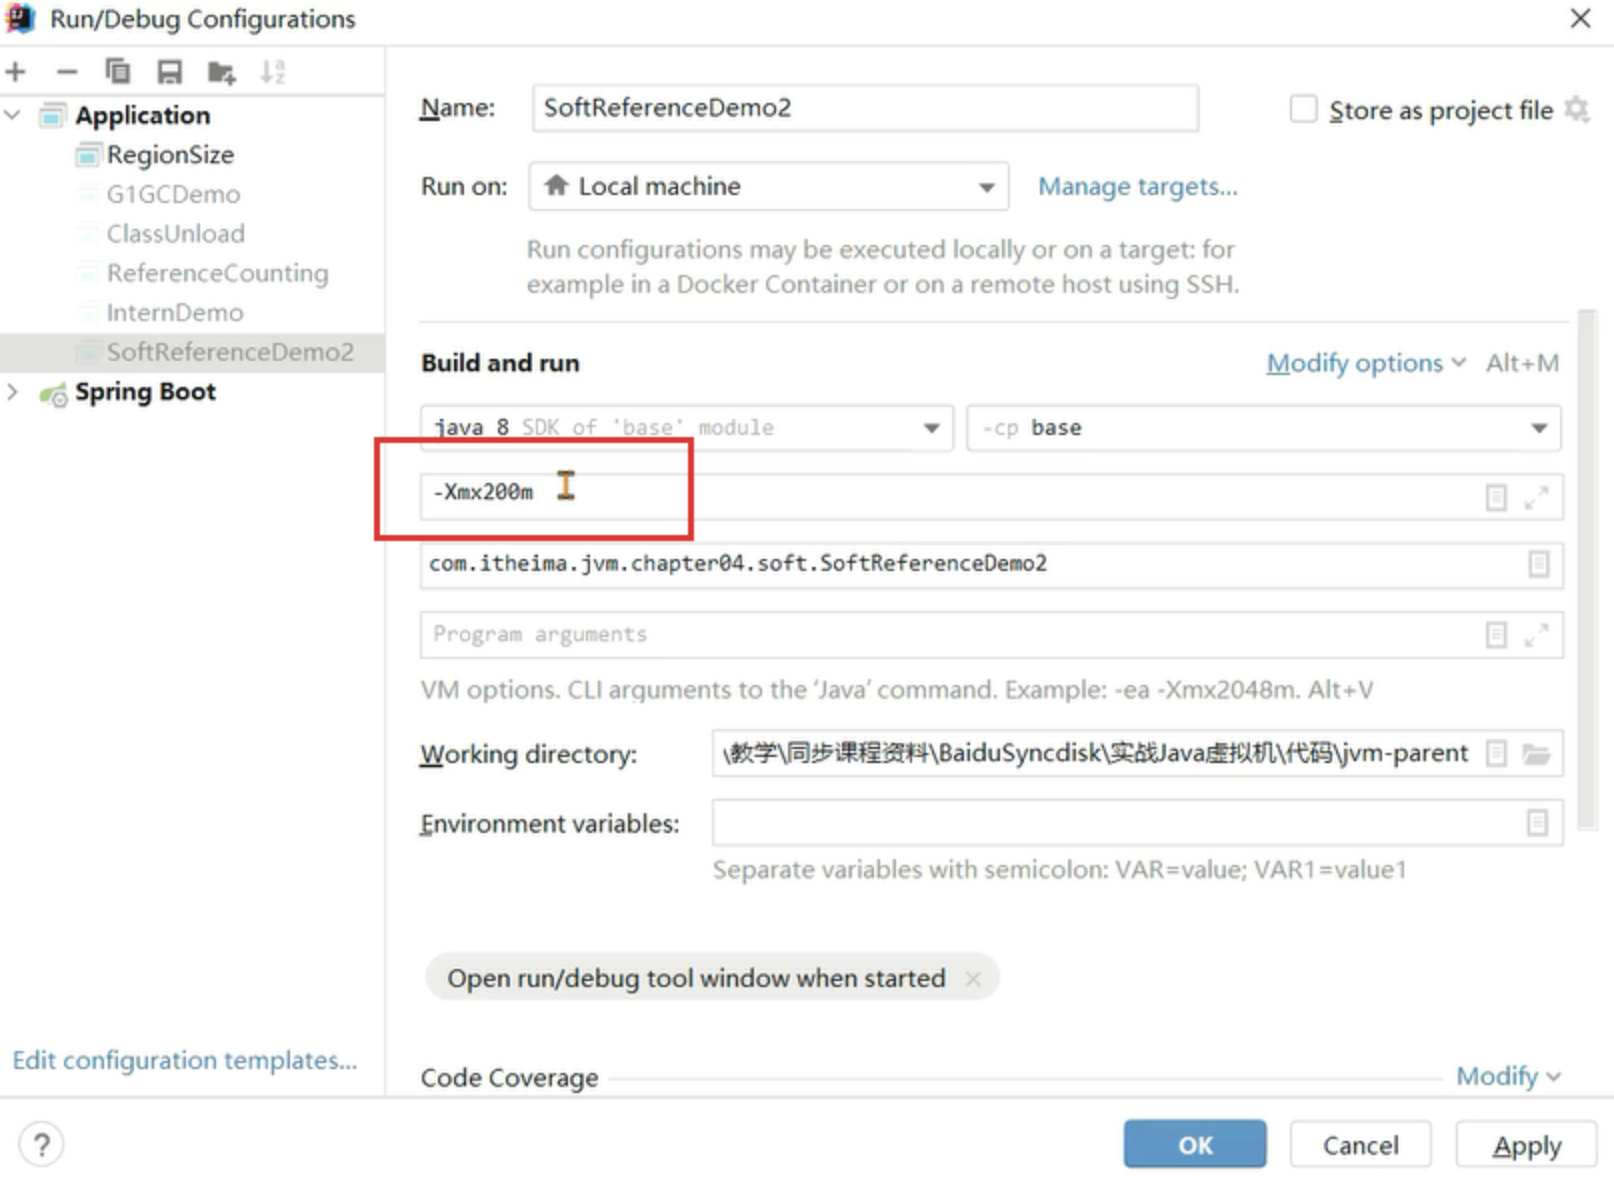 Run/Debug Configurations
Application
RegionSize
G1GCDemo
ClassUnload
ReferenceCounting
InternDemo
SoftReferenceDemo2
Spring Boot
Edit configuration templates...
Name: SoftReferenceDemo2 Store as project file
Run on: Local machine Manage targets...
Run configurations may be executed locally or on a target: for
example in a Docker Container or on a remote host using SSH.
Build and run Modify options Alt+M
java 8 SDK of 'base' module -cp base
-Xmx200m
com.itheima.jvm.chapter04.soft.SoftReferenceDemo2
Program arguments
VM options. CLI arguments to the ‘Java’ command. Example: -ea -Xmx2048m. Alt+V
Working directory: \教学\同步课程资料\BaiduSyncdisk\实战Java虚拟机\代码\jvm-parent
Environment variables:
Separate variables with semicolon: VAR=value; VAR1=value1
Open run/debug tool window when started
Code Coverage Modify
? OK Cancel Apply